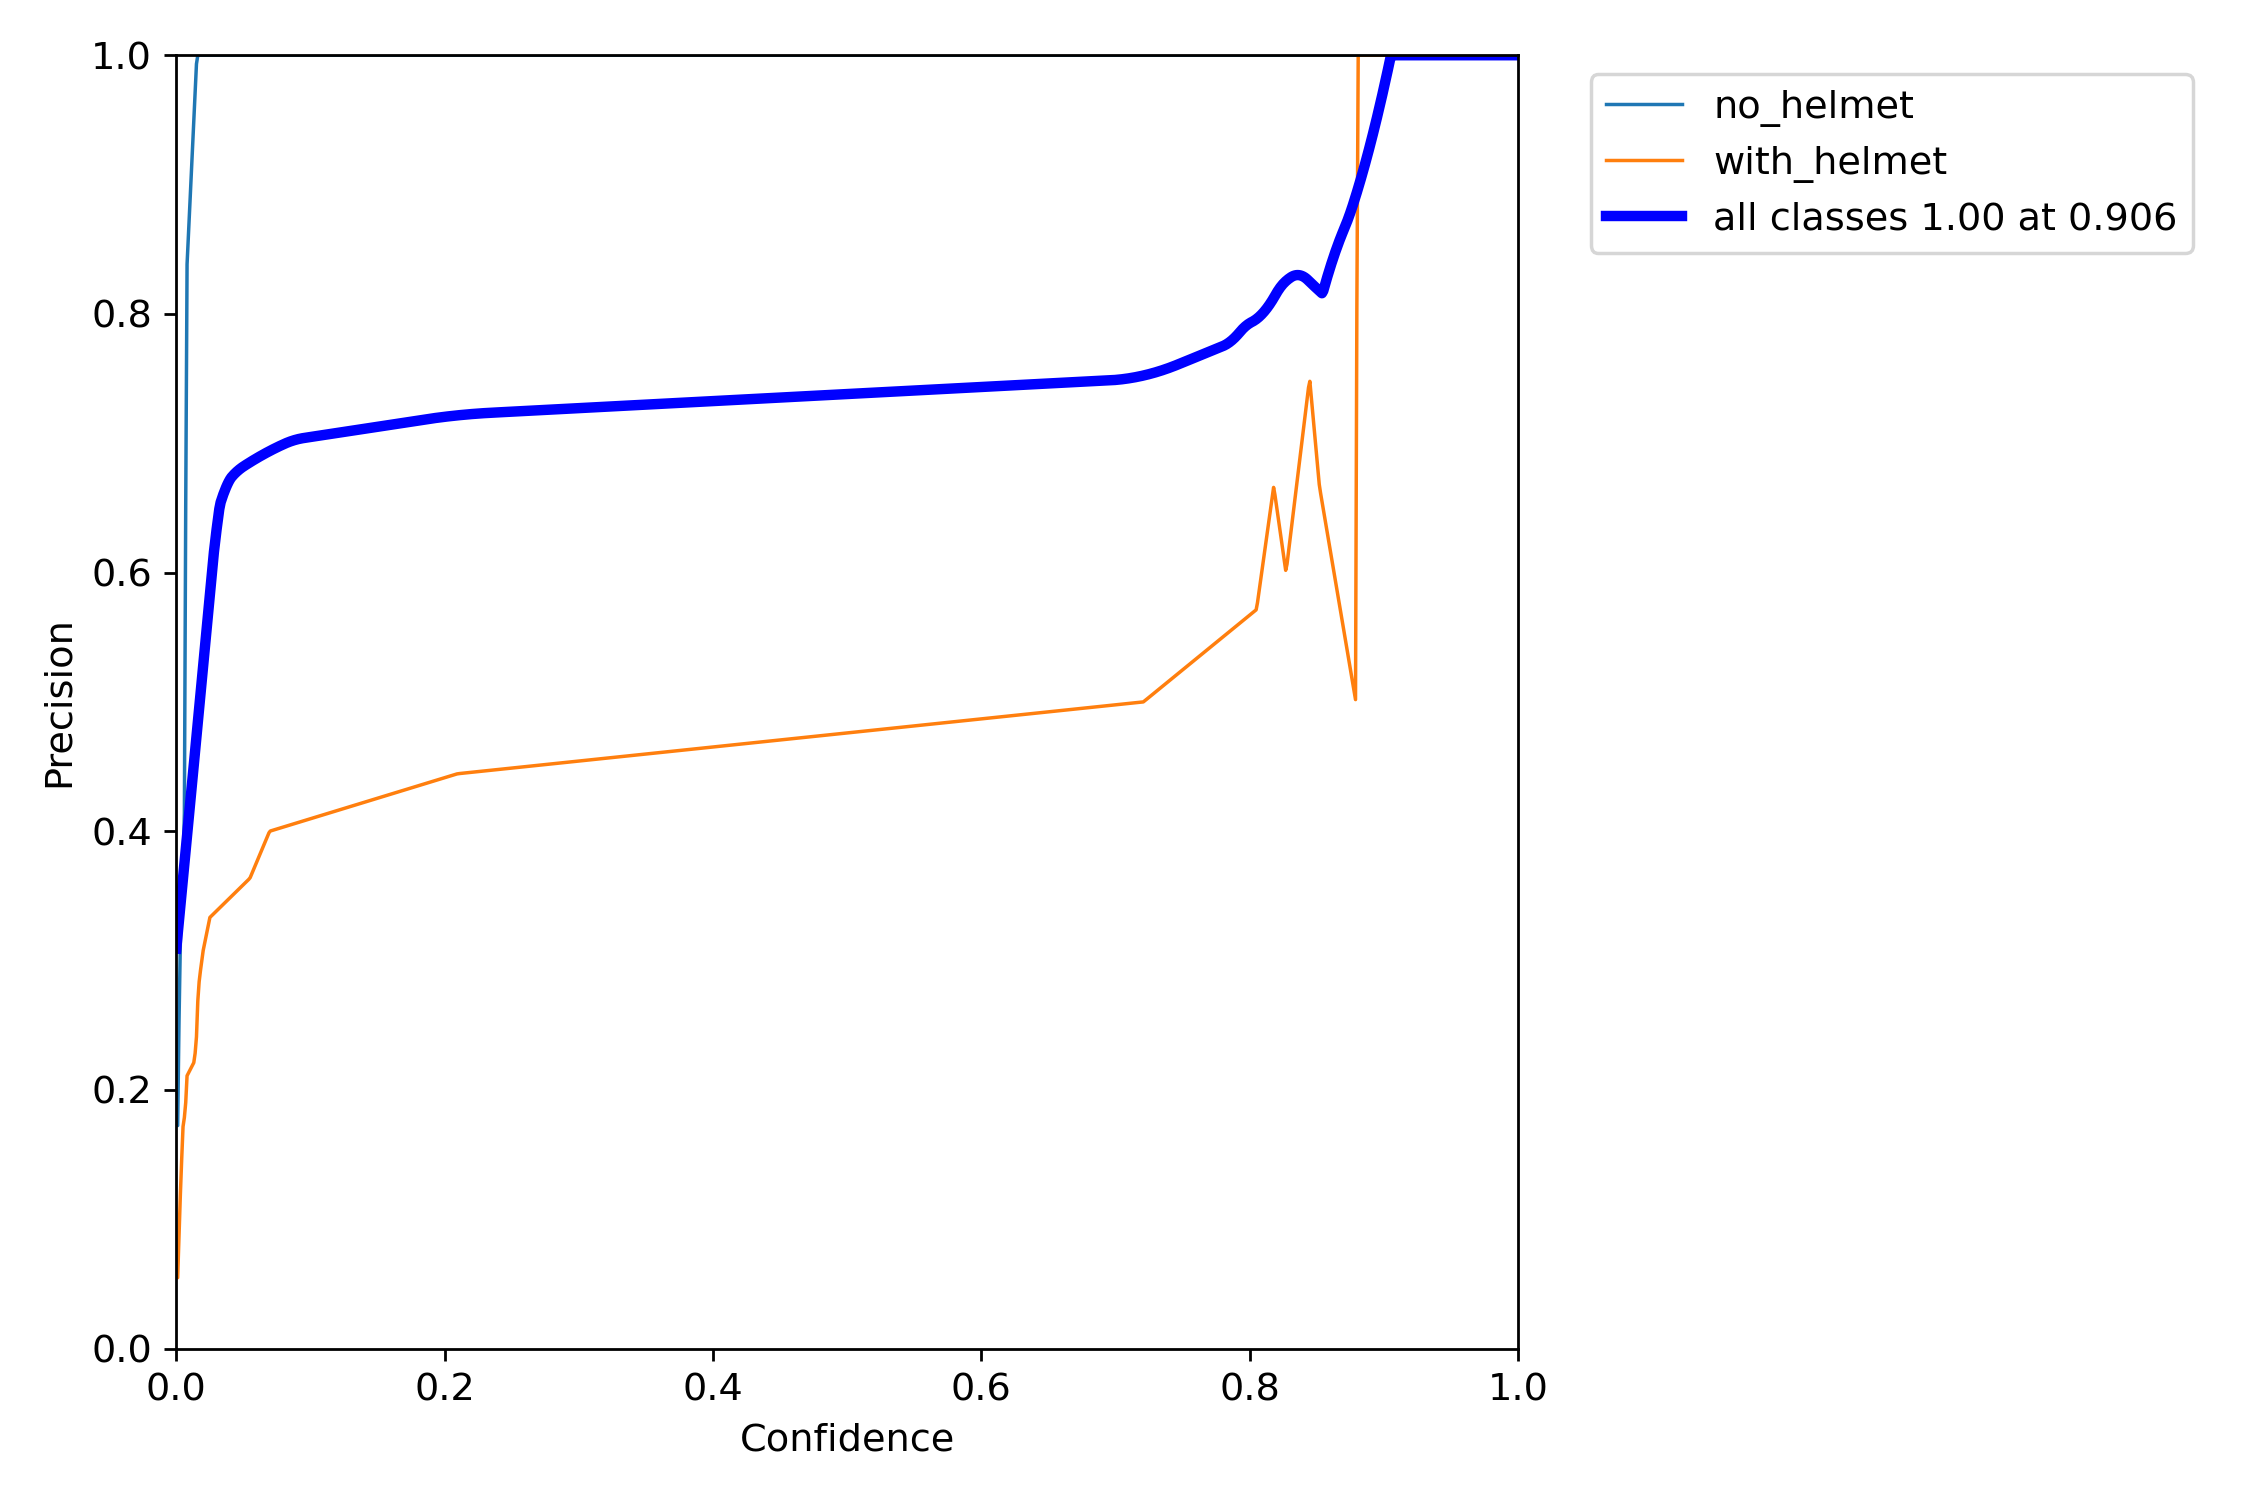 1.0
0.8
0.6
0.4
0.2
0.0
Precision
0.0 0.2 0.4 0.6 0.8 1.0
Confidence
no_helmet
with_helmet
all classes 1.00 at 0.906